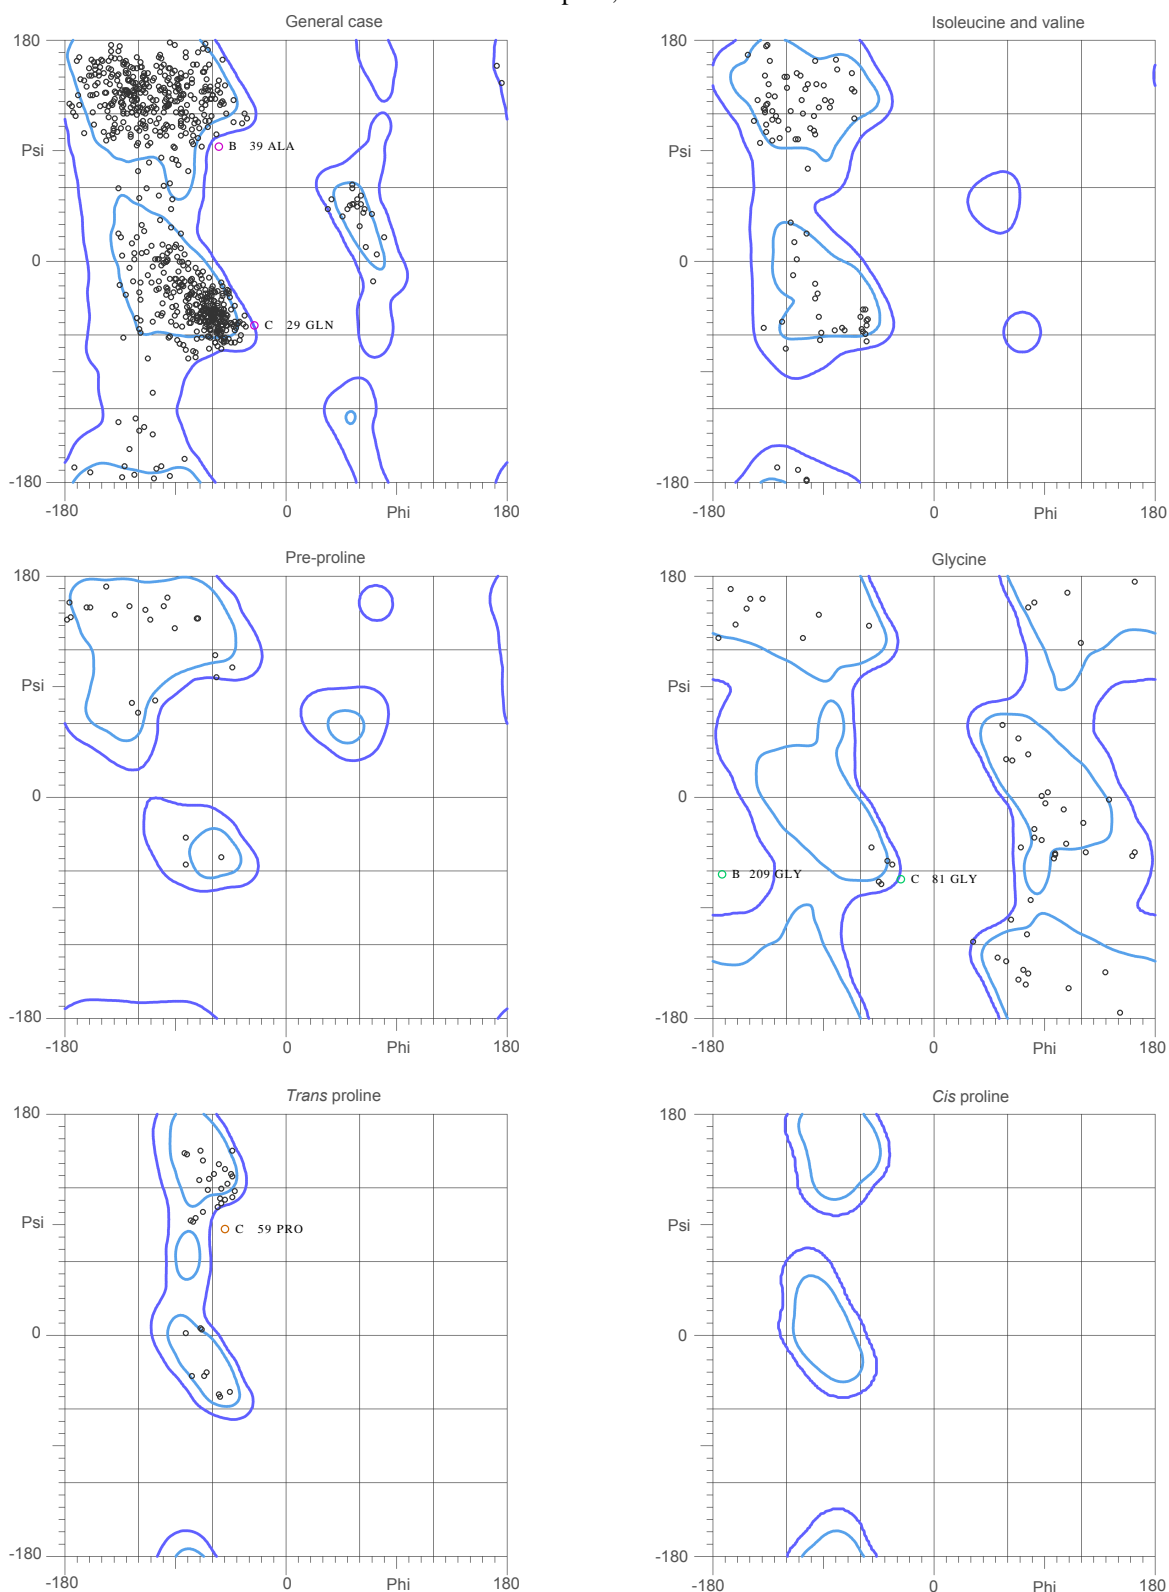 General case
Isoleucine and valine
180
180
Psi
B 39 ALA
Psi
0
C 29 GLN
0
-180
-180
-180
0
Phi
180
-180
0
Phi
180
Pre-proline
Glycine
180
180
Psi
Psi
0
0
B 209 GLY
C 81 GLY
-180
-180
-180
0
Phi
180
-180
0
Phi
180
Trans proline
Cis proline
180
180
Psi
C 59 PRO
Psi
0
0
-180
-180
-180
0
Phi
180
-180
0
Phi
180